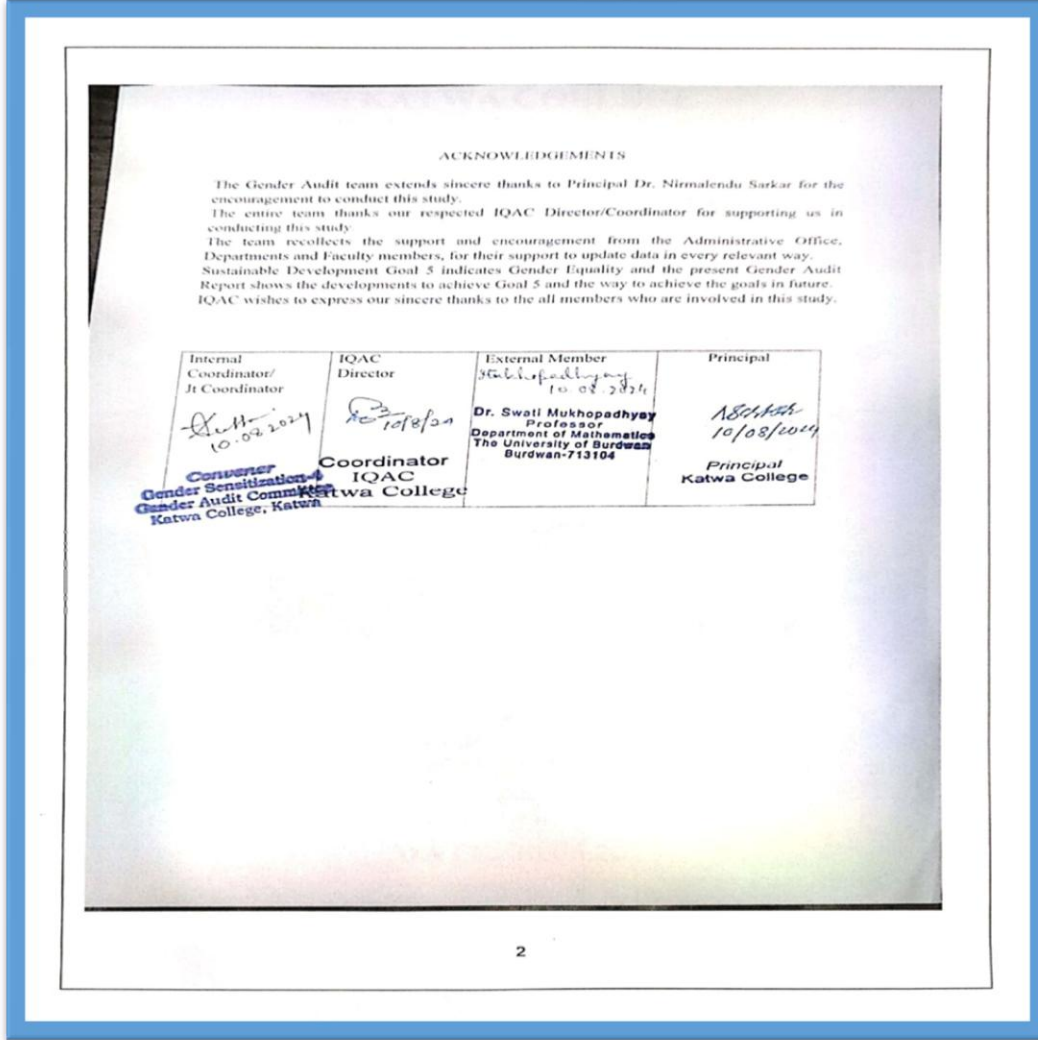 ACKNOWLEDGEMENTS
The Gender Audit team extends sincere thanks to Principal Dr. Nirmalendu Sarkar for the
encouragement to conduct this study.
The entire team thanks our respected IQAC Director/Coordinator for supporting us in
conducting this study
The team recollects the support and encouragement from the Administrative Office,
Departments and Faculty members, for their support to update data in every relevant way.
Sustainable Development Goal 5 indicates Gender Equality and the present Gender Audit
Report shows the developments to achieve Goal 5 and the way to achieve the goals in future.
IQAC wishes to express our sincere thanks to the all members who are involved in this study.
Internal
Coordinator/
Jt Coordinator
10.08.2024
Convener
Gender Sensitization
Gender Audit Committee
Katwa College, Katwa
IQAC
Director
10/8/24
Coordinator
IQAC
Katwa College
External Member
Mukhopadhyay
10.08.2024
Dr. Swati Mukhopadhyay
Professor
Department of Mathematics
The University of Burdwan
Burdwan-713104
Principal
10/08/2024
Principal
Katwa College
2